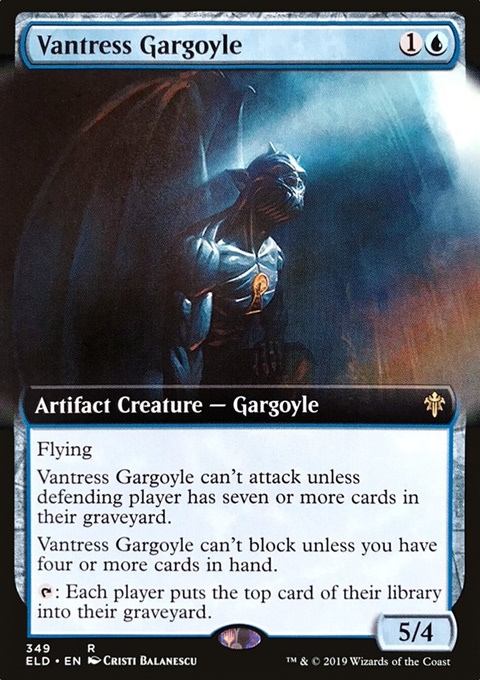 Vantress Gargoyle 1
Artifact Creature — Gargoyle
Flying
Vantress Gargoyle can't attack unless
defending player has seven or more cards in
their graveyard.
Vantress Gargoyle can't block unless you have
four or more cards in hand.
: Each player puts the top card of their library
into their graveyard.
5/4
349 R
ELD • EN Cristi Balanescu
™ & © 2019 Wizards of the Coast